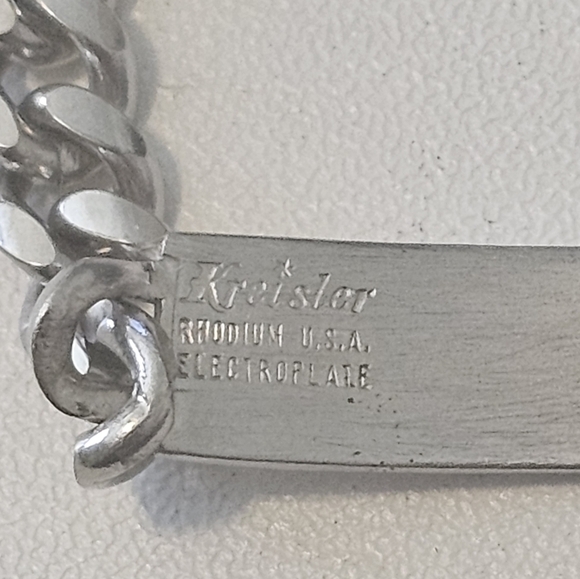 Kreisler
RHODIUM U.S.A.
ELECTROPLATE